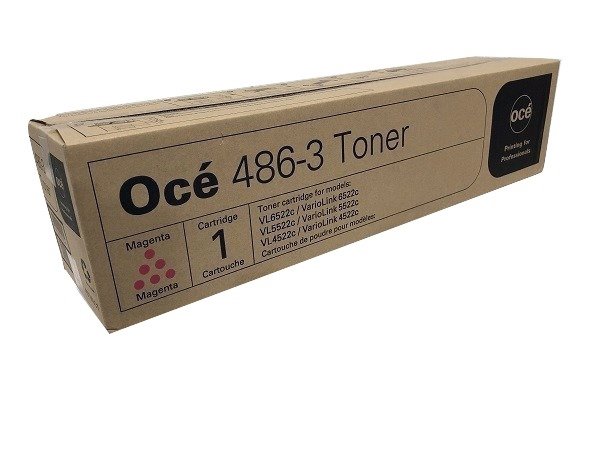 Océ 486-3 Toner
Magenta
Magenta
Cartridge
1
Cartouche
Toner cartridge for models:
VL6522c / VarioLink 6522c
VL5522c / VarioLink 5522c
VL4522c / VarioLink 4522c
Cartouche de poudre pour modèles:
océ
Printing for
Professionals